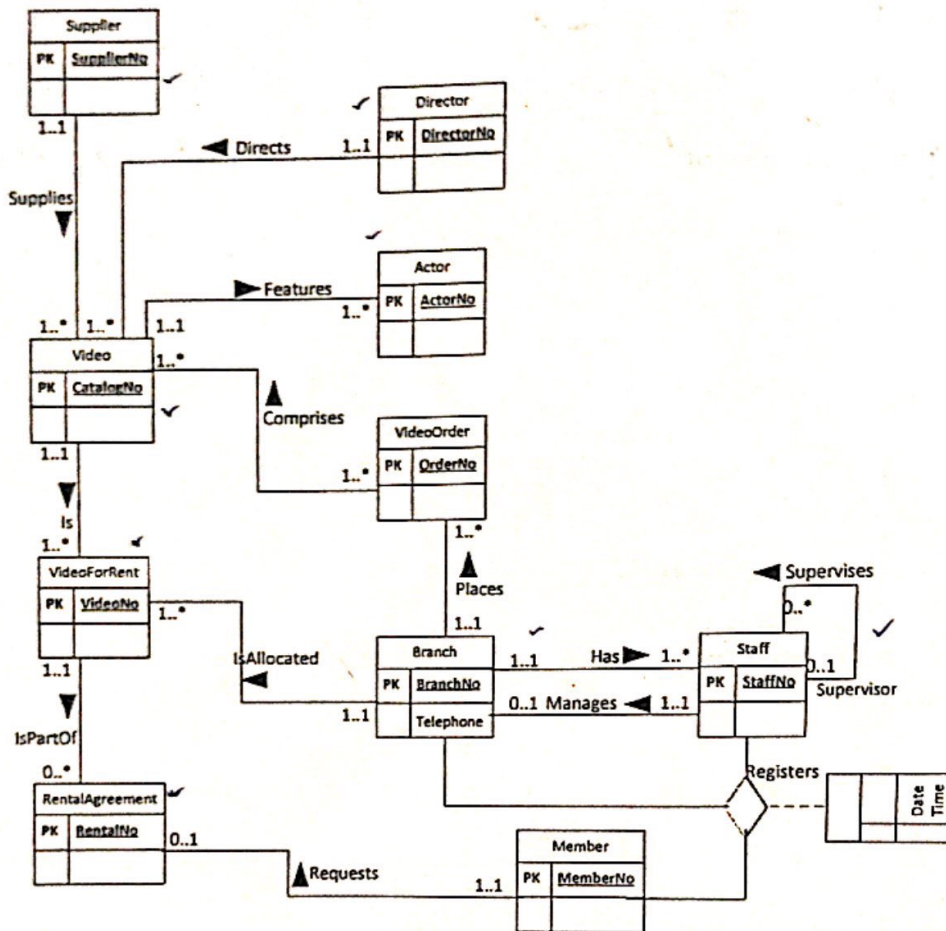 Supplier
PK SupplierNo
1..1
Supplies
1..*
Director
PK DirectorNo
Directs
1..1
1..*
Actor
PK ActorNo
Features
1..*
1..1
Video
PK CatalogNo
1..*
Comprises
1..1
VideoOrder
PK OrderNo
1..*
1..*
Is
1..*
VideoForRent
PK VideoNo
1..*
1..1
Places
1..1
IsAllocated
1..1
Branch
PK BranchNo
Telephone
1..1
Has
1..*
0..1
Manages
1..1
Supervises
0..*
Staff
PK StaffNo
0..1
Supervisor
IsPartOf
0..*
RentalAgreement
PK RentalNo
0..1
Requests
1..1
Member
PK MemberNo
Registers
Date
Time